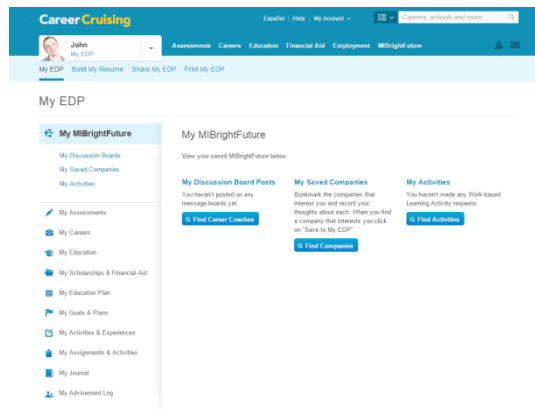 CareerCruising
Español | Help | My Account
Careers, schools and more...
John
My EDP
Assessments Careers Education Financial Aid Employment MIBrightFuture
My EDP Build My Resume Share My EDP Print My EDP
My EDP
My MIBrightFuture
My Discussion Boards
My Saved Companies
My Activities
My Assessments
My Careers
My Education
My Scholarships & Financial Aid
My Education Plan
My Goals & Plans
My Activities & Experiences
My Assignments & Activities
My Journal
My Advisement Log
My MIBrightFuture
View your saved MIBrightFuture below.
My Discussion Board Posts
You haven't posted on any
message boards yet.
Find Career Coaches
My Saved Companies
Bookmark the companies that
interest you and record your
thoughts about each. When you find
a company that interests you click
on "Save to My EDP".
Find Companies
My Activities
You haven't made any Work-based
Learning Activity requests
Find Activities